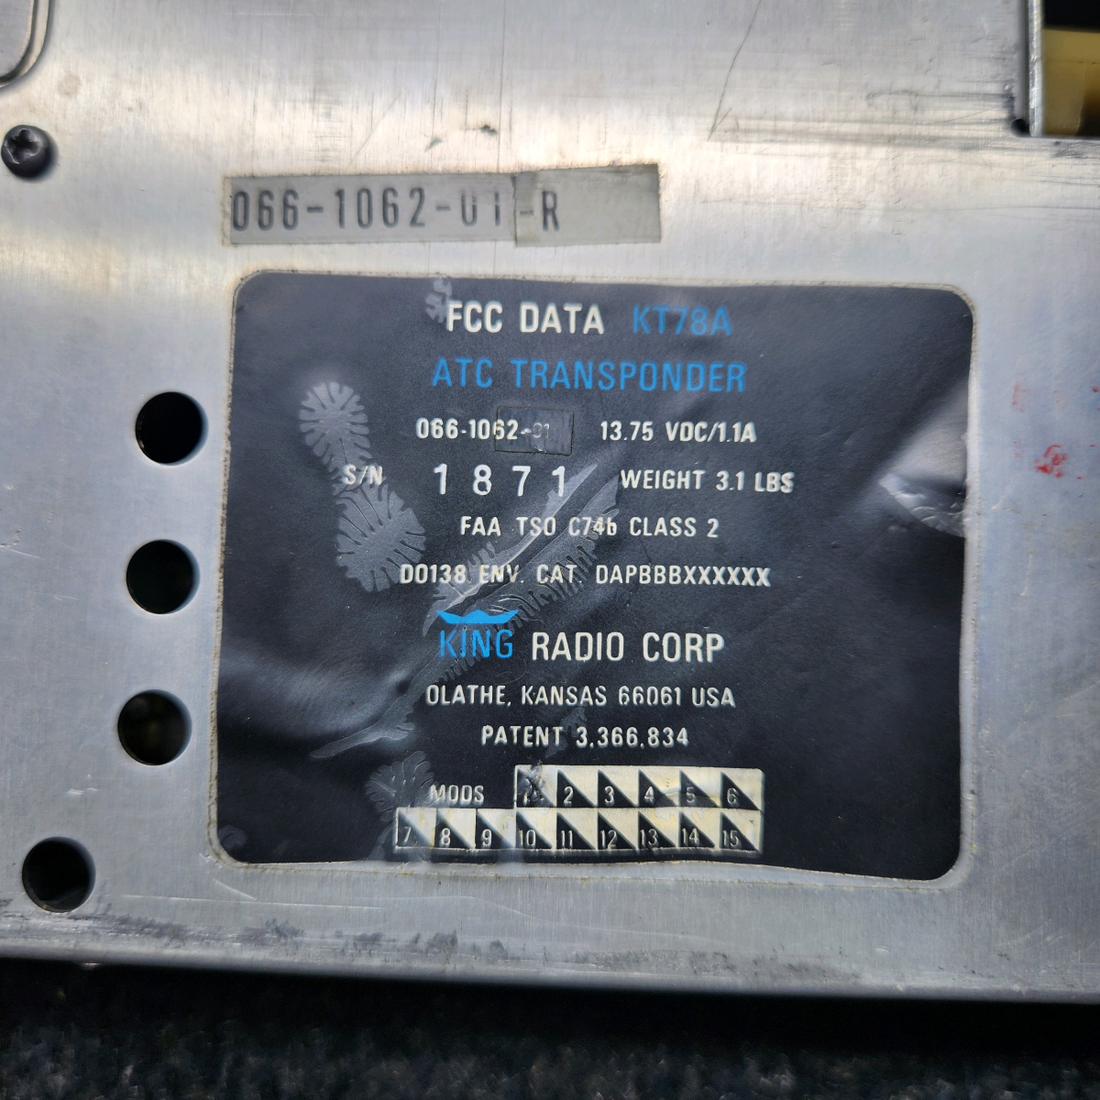 066-1062-01-R
FCC DATA KT78A
ATC TRANSPONDER
066-1062-01 13.75 VDC/1.1A
S/N 1871 WEIGHT 3.1 LBS
FAA TSO C74b CLASS 2
DO138 ENV. CAT. DAPBBBXXXXXX
KING RADIO CORP
OLATHE, KANSAS 66061 USA
PATENT 3,366,834
MODS 1 2 3 4 5 6
7 8 9 10 11 12 13 14 15